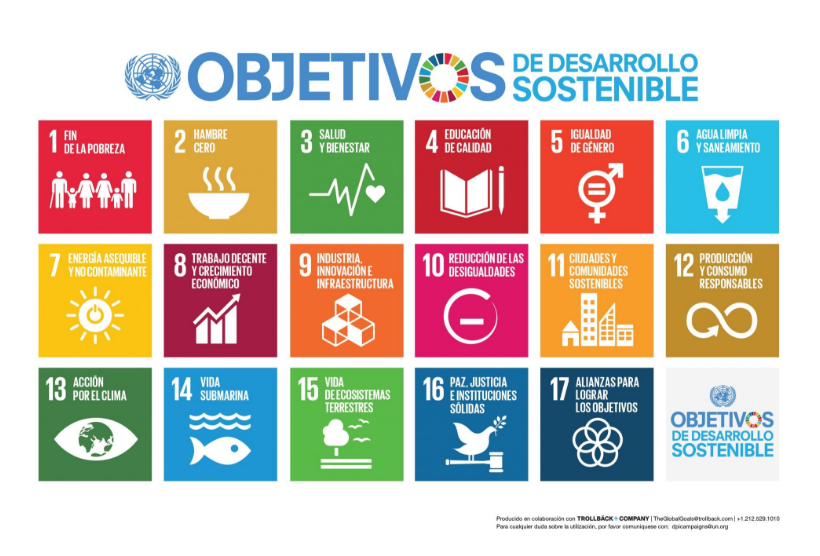 OBJETIVOS DE DESARROLLO
SOSTENIBLE
1 FIN
DE LA POBREZA
2 HAMBRE
CERO
3 SALUD
Y BIENESTAR
4 EDUCACIÓN
DE CALIDAD
5 IGUALDAD
DE GÉNERO
6 AGUA LIMPIA
Y SANEAMIENTO
7 ENERGÍA ASEQUIBLE
Y NO CONTAMINANTE
8 TRABAJO DECENTE
Y CRECIMIENTO
ECONÓMICO
9 INDUSTRIA,
INNOVACIÓN E
INFRAESTRUCTURA
10 REDUCCIÓN DE LAS
DESIGUALDADES
11 CIUDADES Y
COMUNIDADES
SOSTENIBLES
12 PRODUCCIÓN
Y CONSUMO
RESPONSABLES
13 ACCIÓN
POR EL CLIMA
14 VIDA
SUBMARINA
15 VIDA
DE ECOSISTEMAS
TERRESTRES
16 PAZ, JUSTICIA
E INSTITUCIONES
SÓLIDAS
17 ALIANZAS PARA
LOGRAR
LOS OBJETIVOS
OBJETIVOS
DE DESARROLLO
SOSTENIBLE
Producido en colaboración con TROLLBÄCK + COMPANY | TheGlobalGoals@trollback.com | +1.212.529.1010
Para cualquier duda sobre la utilización, por favor comuníquese con: dpicampaigns@un.org